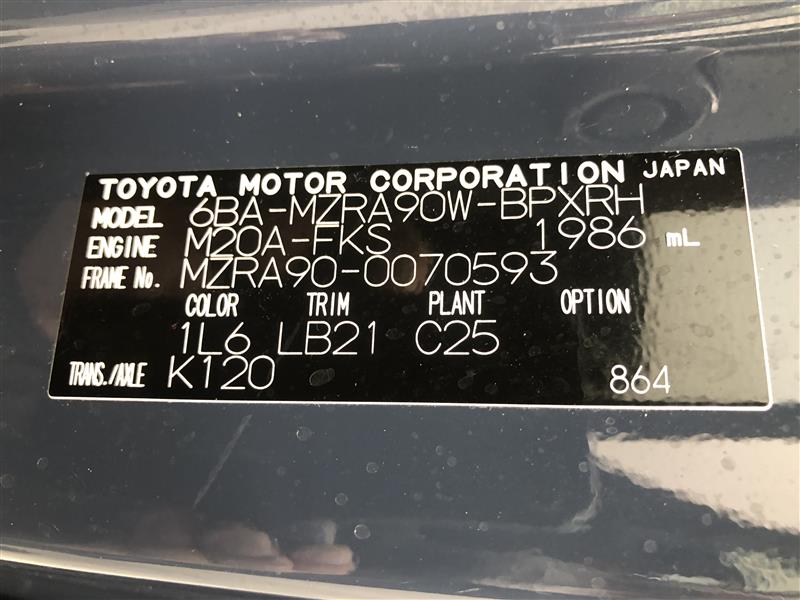 TOYOTA MOTOR CORPORATION JAPAN
MODEL 6BA-MZRA90W-BPXRH
ENGINE M20A-FKS 1986 mL
FRAME No. MZRA90-0070593
COLOR TRIM PLANT OPTION
1L6 LB21 C25
TRANS./AXLE K120 864